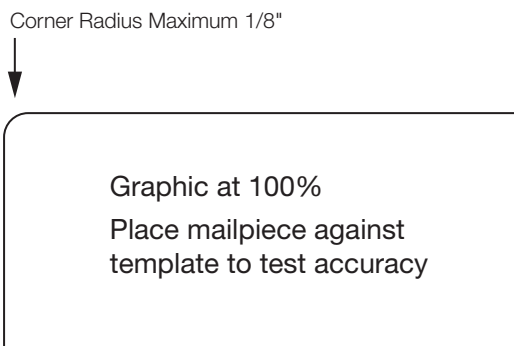 Corner Radius Maximum 1/8"
Graphic at 100%
Place mailpiece against
template to test accuracy